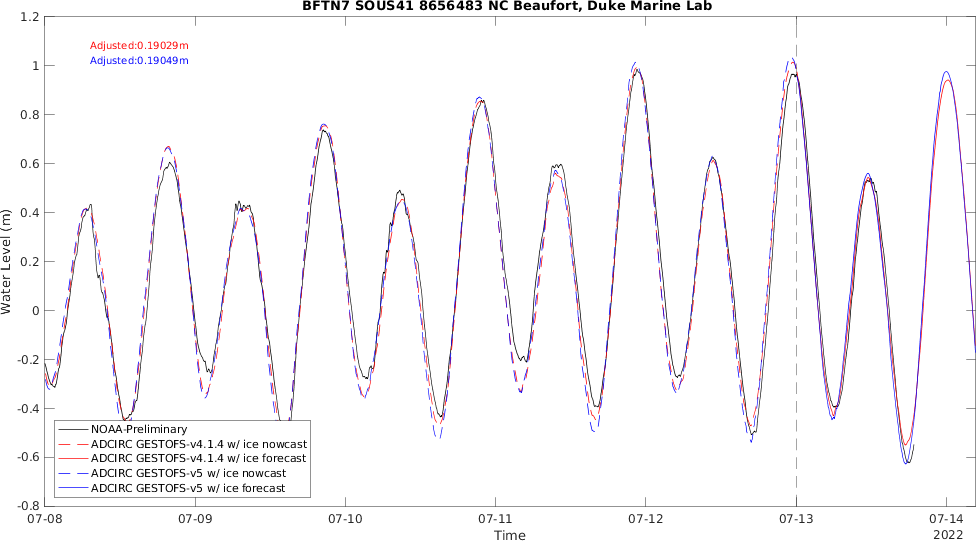 BFTN7 SOUS41 8656483 NC Beaufort, Duke Marine Lab
1.2
Adjusted:0.19029m
Adjusted:0.19049m
1
0.8
0.6
0.4
0.2
0
-0.2
-0.4
-0.6
-0.8
Water Level (m)
NOAA-Preliminary
ADCIRC GESTOFS-v4.1.4 w/ ice nowcast
ADCIRC GESTOFS-v4.1.4 w/ ice forecast
ADCIRC GESTOFS-v5 w/ ice nowcast
ADCIRC GESTOFS-v5 w/ ice forecast
07-08 07-09 07-10 07-11 07-12 07-13 07-14
Time 2022